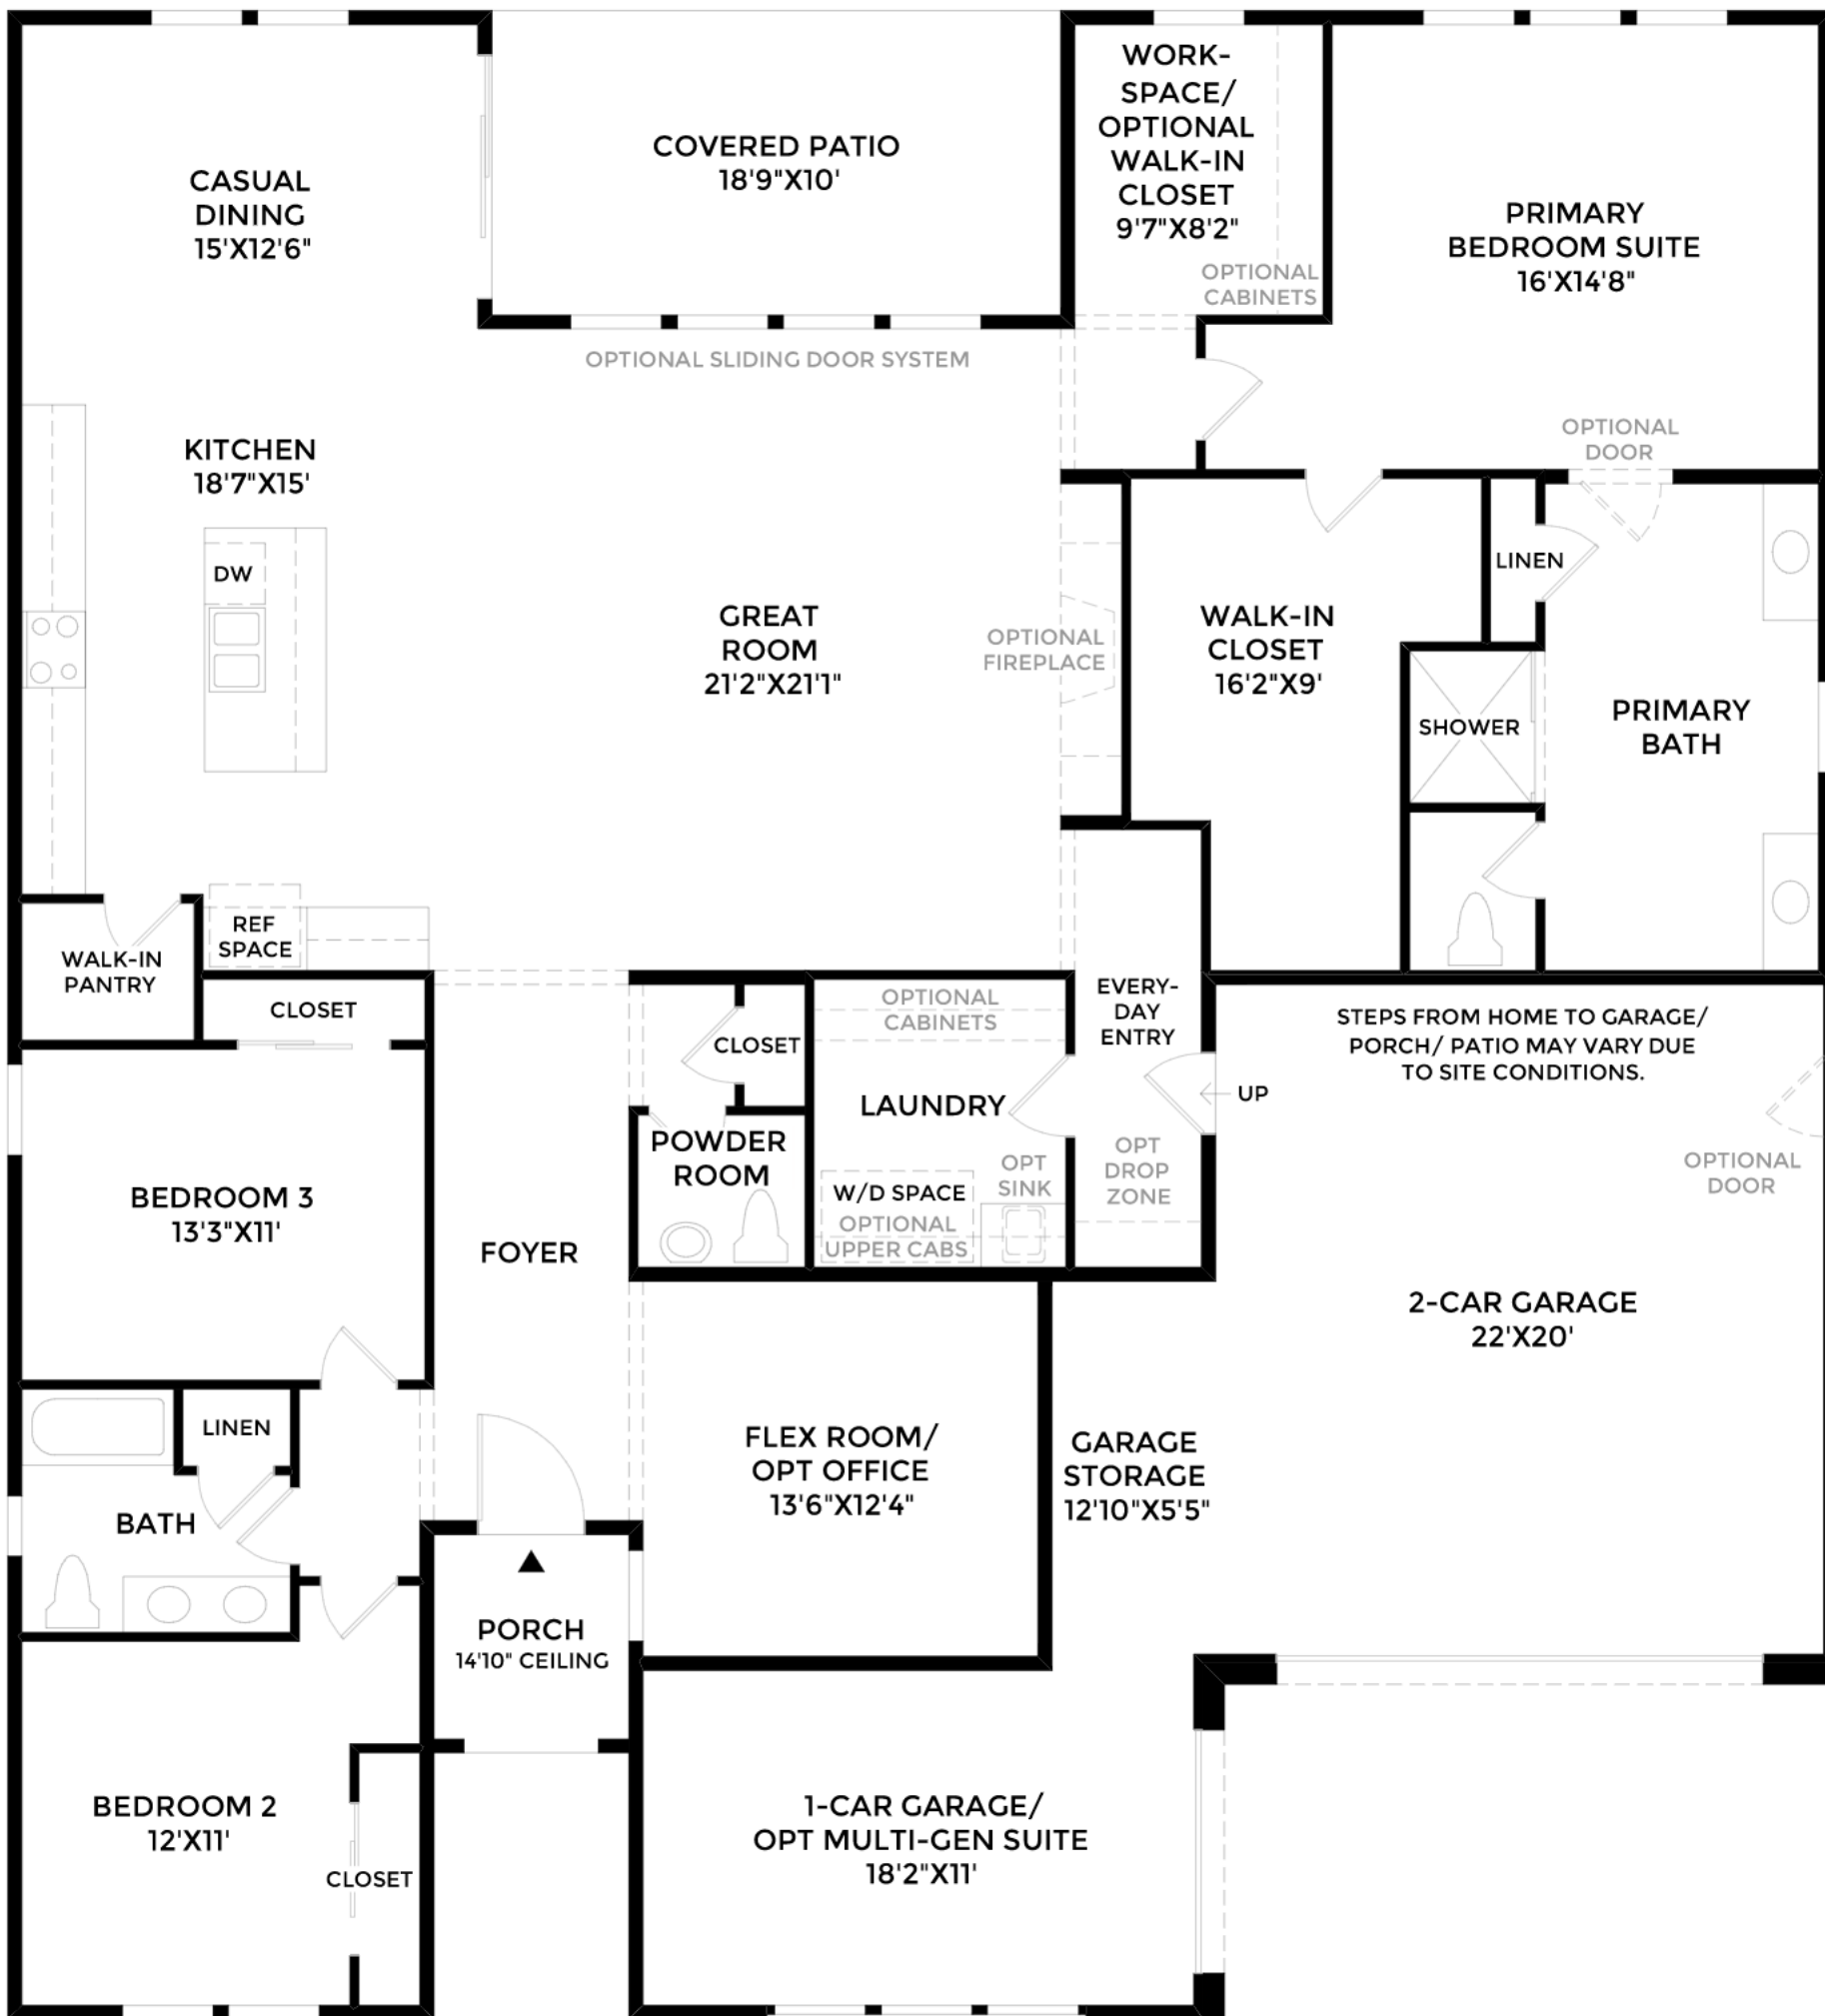 CASUAL
DINING
15'X12'6"
COVERED PATIO
18'9"X10'
WORK-
SPACE/
OPTIONAL
WALK-IN
CLOSET
9'7"X8'2"
OPTIONAL
CABINETS
PRIMARY
BEDROOM SUITE
16'X14'8"
OPTIONAL SLIDING DOOR SYSTEM
OPTIONAL
DOOR
KITCHEN
18'7"X15'
DW
GREAT
ROOM
21'2"X21'1"
OPTIONAL
FIREPLACE
WALK-IN
CLOSET
16'2"X9'
LINEN
SHOWER
PRIMARY
BATH
WALK-IN
PANTRY
REF
SPACE
CLOSET
CLOSET
OPTIONAL
CABINETS
LAUNDRY
EVERY-
DAY
ENTRY
STEPS FROM HOME TO GARAGE/
PORCH/ PATIO MAY VARY DUE
TO SITE CONDITIONS.
UP
POWDER
ROOM
W/D SPACE
OPTIONAL
UPPER CABS
OPT
SINK
OPT
DROP
ZONE
OPTIONAL
DOOR
BEDROOM 3
13'3"X11'
FOYER
2-CAR GARAGE
22'X20'
LINEN
BATH
FLEX ROOM/
OPT OFFICE
13'6"X12'4"
GARAGE
STORAGE
12'10"X5'5"
PORCH
14'10" CEILING
BEDROOM 2
12'X11'
CLOSET
1-CAR GARAGE/
OPT MULTI-GEN SUITE
18'2"X11'